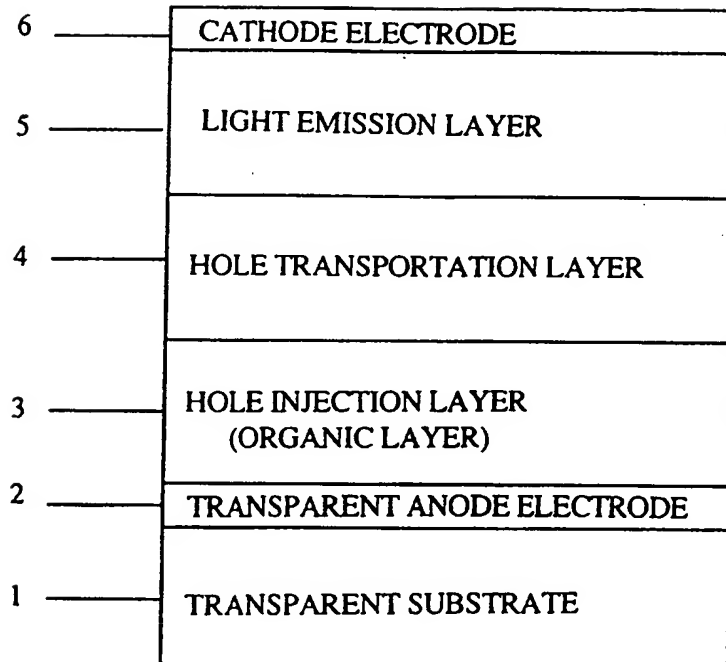 6 CATHODE ELECTRODE
5 LIGHT EMISSION LAYER
4 HOLE TRANSPORTATION LAYER
3 HOLE INJECTION LAYER
(ORGANIC LAYER)
2 TRANSPARENT ANODE ELECTRODE
1 TRANSPARENT SUBSTRATE